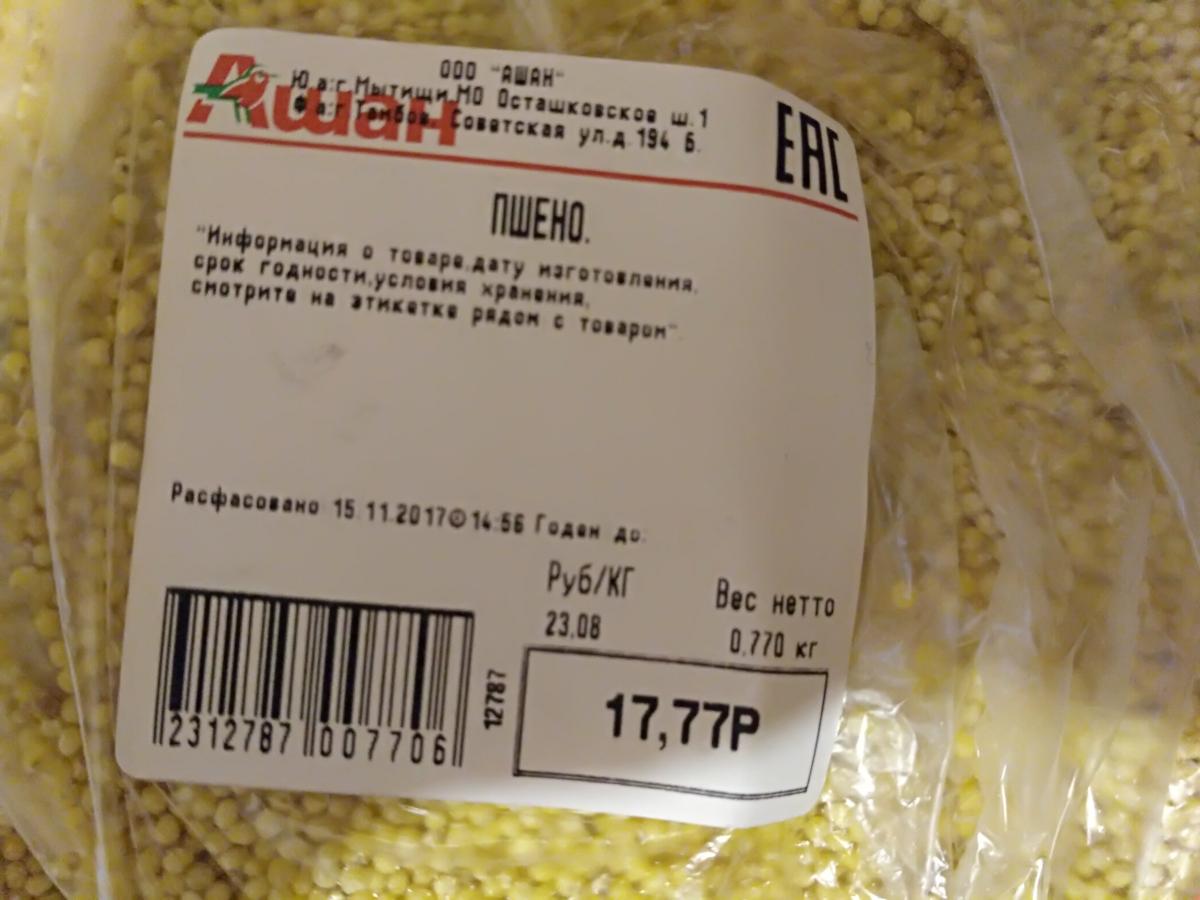 Ашан
ООО "АШАН"
Ю.а:г.Мытищи,МО Осташковское ш.1
Ф.а:г.Тамбов, Советская ул.д.194 Б.
ЕАС
ПШЕНО.
"Информация о товаре,дату изготовления,
срок годности,условия хранения,
смотрите на этикетке рядом с товаром".
Расфасовано 15.11.2017⊙14:56 Годен до:
Руб/КГ Вес нетто
23.08 0,770 кг
17,77Р
12787
2312787 007706